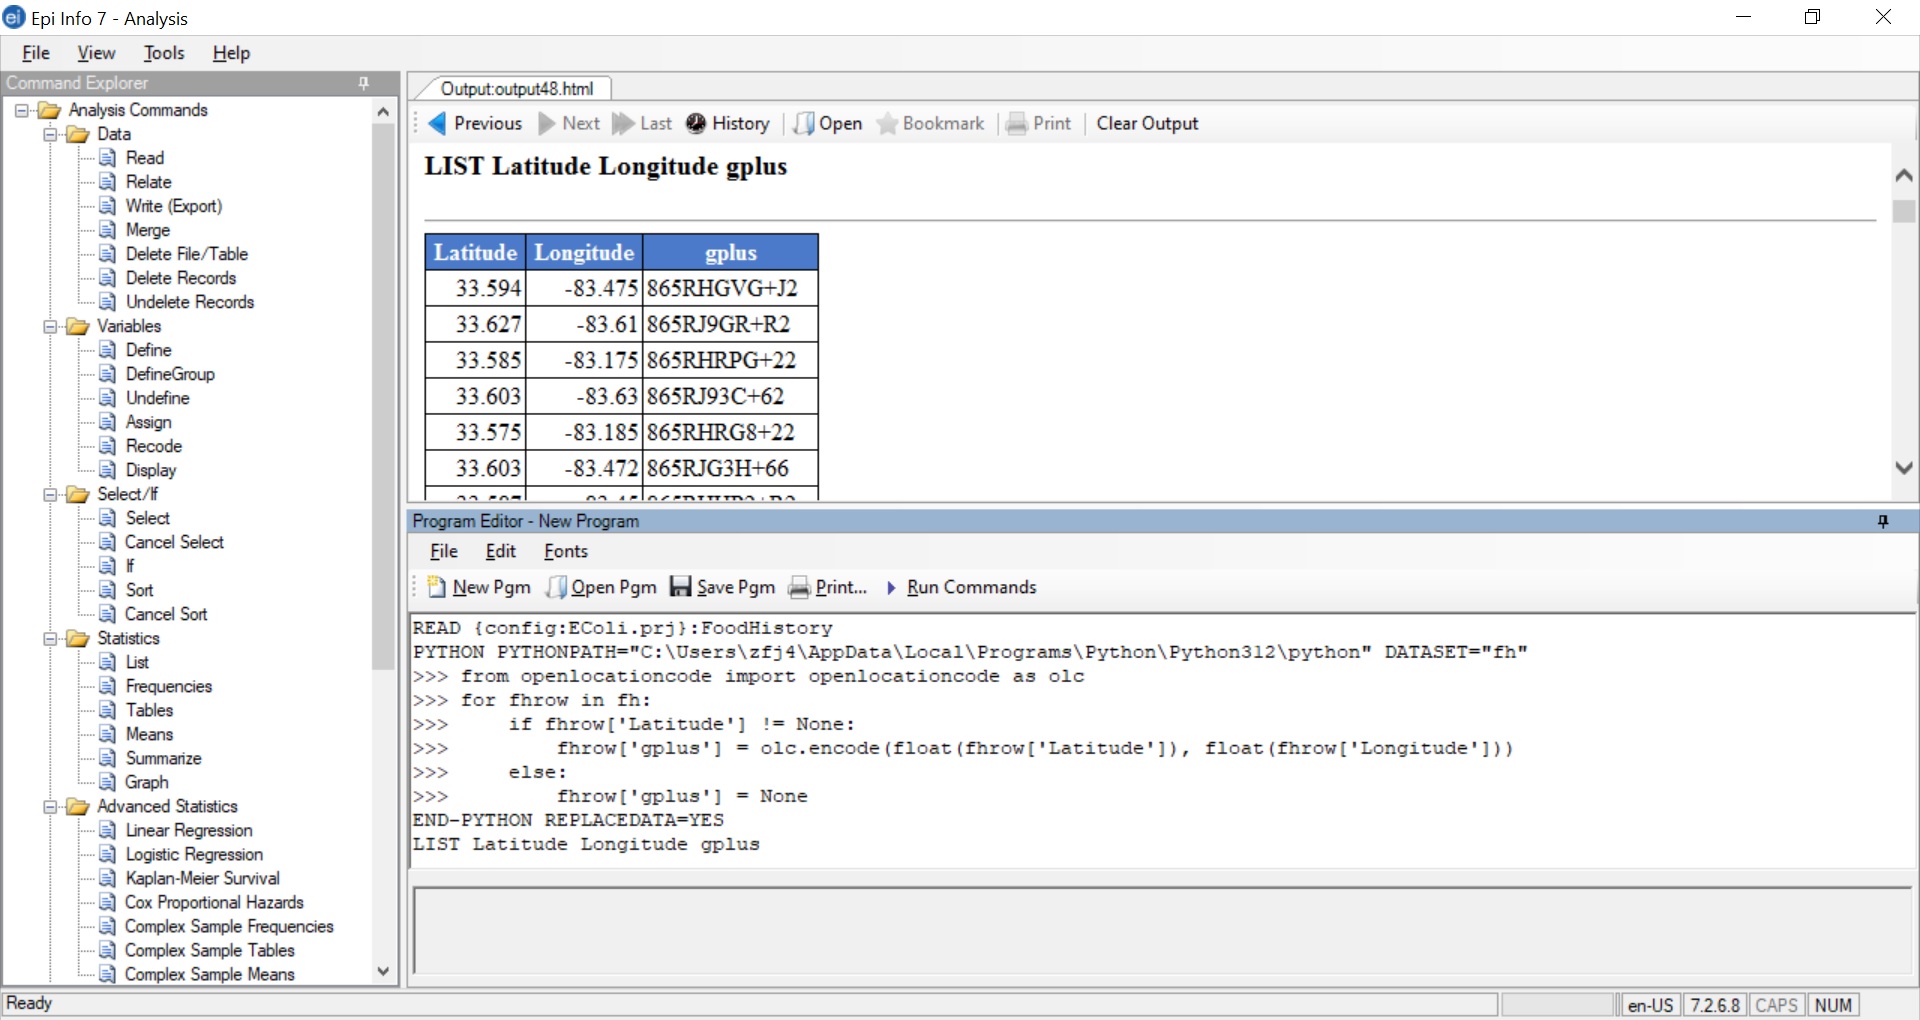 Epi Info 7 - Analysis
File View Tools Help
Command Explorer
Analysis Commands
Data
Read
Relate
Write (Export)
Merge
Delete File/Table
Delete Records
Undelete Records
Variables
Define
DefineGroup
Undefine
Assign
Recode
Display
Select/If
Select
Cancel Select
If
Sort
Cancel Sort
Statistics
List
Frequencies
Tables
Means
Summarize
Graph
Advanced Statistics
Linear Regression
Logistic Regression
Kaplan-Meier Survival
Cox Proportional Hazards
Complex Sample Frequencies
Complex Sample Tables
Complex Sample Means
Output:output48.html
Previous Next Last History Open Bookmark Print Clear Output
LIST Latitude Longitude gplus
Latitude Longitude gplus
33.594 -83.475 865RHGVG+J2
33.627 -83.61 865RJ9GR+R2
33.585 -83.175 865RHRPG+22
33.603 -83.63 865RJ93C+62
33.575 -83.185 865RHRG8+22
33.603 -83.472 865RJG3H+66
Program Editor - New Program
File Edit Fonts
New Pgm Open Pgm Save Pgm Print... Run Commands
READ {config:EColi.prj}:FoodHistory
PYTHON PYTHONPATH="C:\Users\zfj4\AppData\Local\Programs\Python\Python312\python" DATASET="fh"
>>> from openlocationcode import openlocationcode as olc
>>> for fhrow in fh:
>>>     if fhrow['Latitude'] != None:
>>>         fhrow['gplus'] = olc.encode(float(fhrow['Latitude']), float(fhrow['Longitude']))
>>>     else:
>>>         fhrow['gplus'] = None
END-PYTHON REPLACEDATA=YES
LIST Latitude Longitude gplus
Ready en-US 7.2.6.8 CAPS NUM